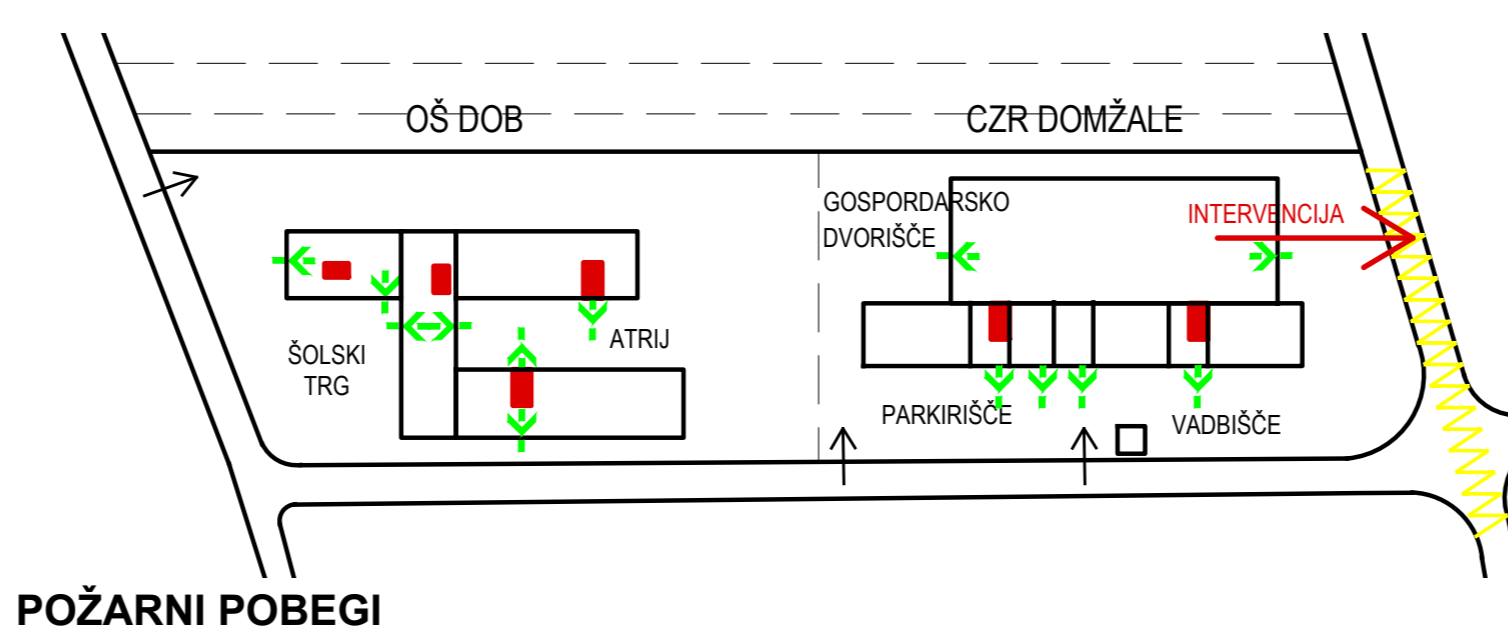 OŠ DOB
CZR DOMŽALE
GOSPORDARSKO
DVORIŠČE
INTERVENCIJA
ŠOLSKI
TRG
ATRIJ
PARKIRIŠČE
VADBIŠČE
POŽARNI POBEGI